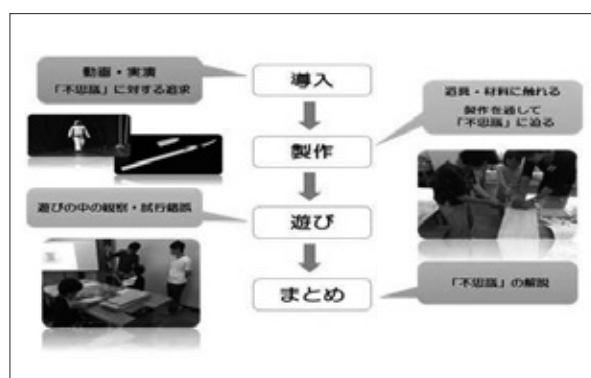 動画・実演
「不思議」に対する追求
導入
道具・材料に触れる
製作を通して
「不思議」に迫る
製作
遊びの中の観察・試行錯誤
遊び
まとめ
「不思議」の解説